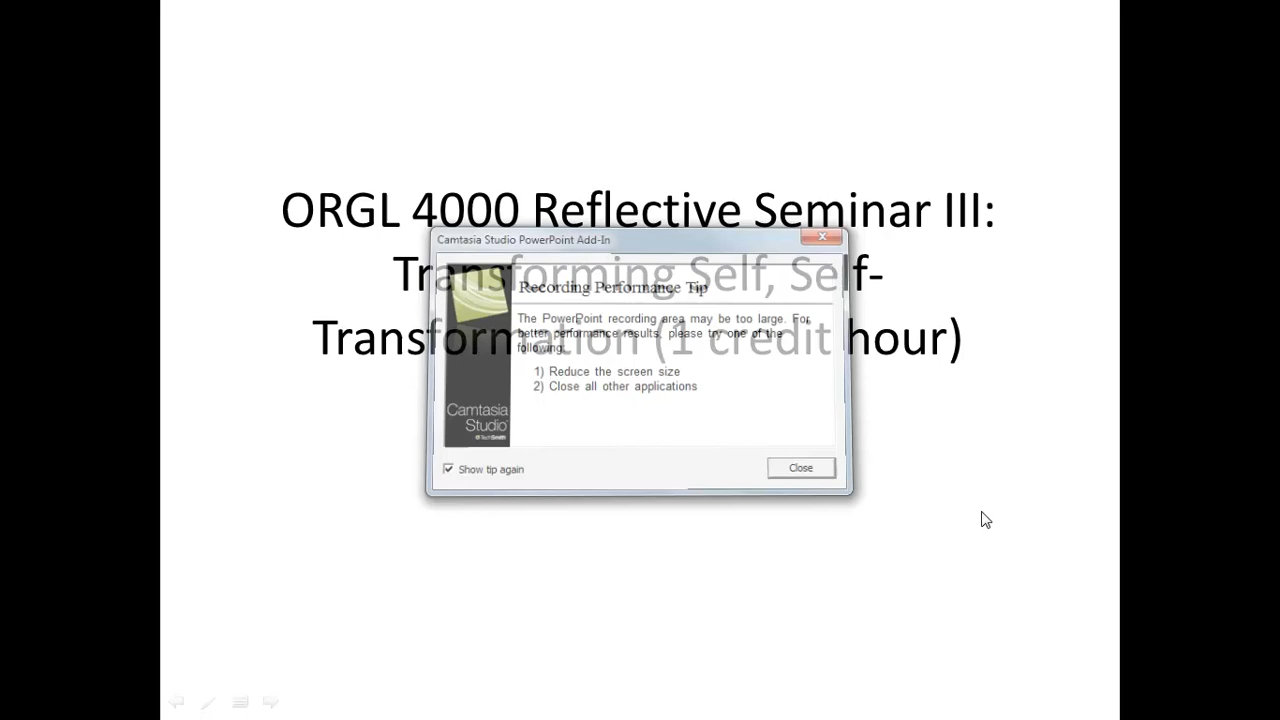 ORGL 4000 Reflective Seminar III:
Transforming Self, Self-
Transformation (1 credit hour)
Camtasia Studio PowerPoint Add-In
Recording Performance Tip
The PowerPoint recording area may be too large. For
better performance results, please try one of the
following:
1) Reduce the screen size
2) Close all other applications
Camtasia
Studio
TechSmith
Show tip again
Close